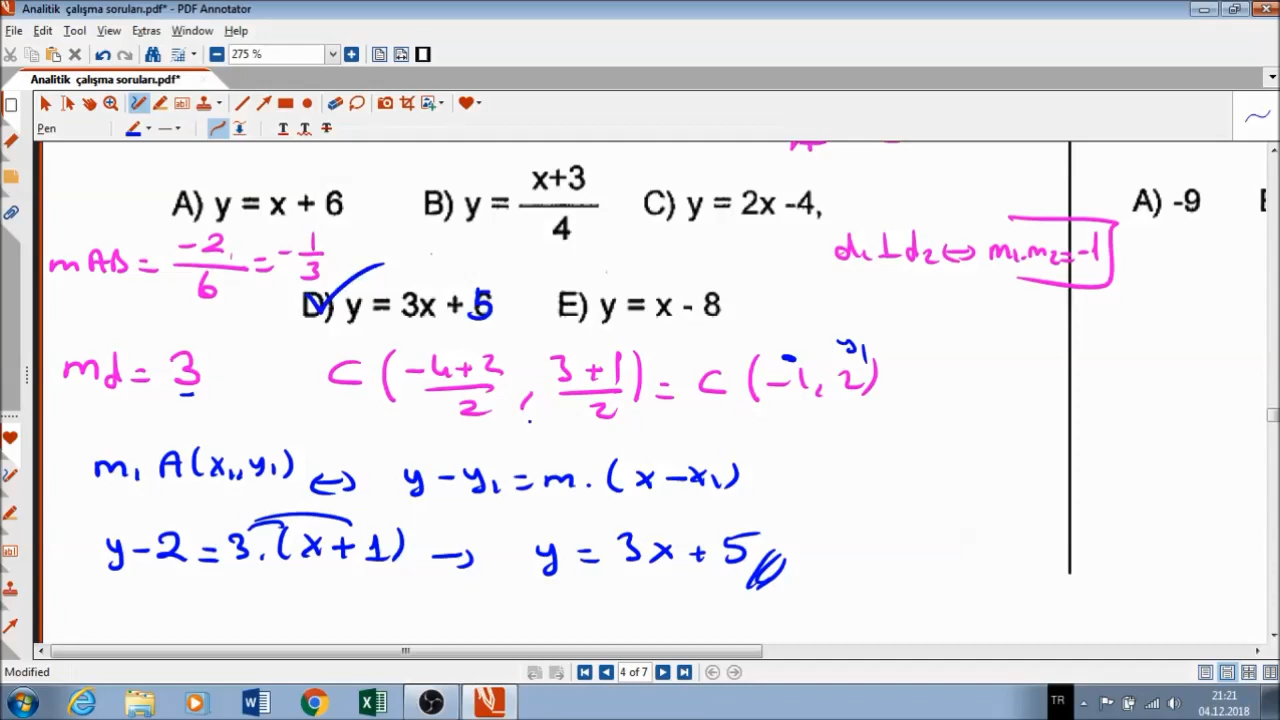 Analitik çalışma soruları.pdf* - PDF Annotator
File Edit Tool View Extras Window Help
275 %
Analitik çalışma soruları.pdf*
Pen
A) y = x + 6 B) y = x+3/4 C) y = 2x -4,
A) -9
mAB = -2/6 = -1/3
d1 ⊥ d2 ⇔ m1.m2=-1
D) y = 3x + 5 E) y = x - 8
md = 3 C(-4+2/2, 3+1/2) = C(-1, 2)
y1
m, A(x1,y1) ⇔ y-y1=m.(x-x1)
y-2=3.(x+1) → y = 3x+5
Modified
4 of 7
TR
21:21
04.12.2018